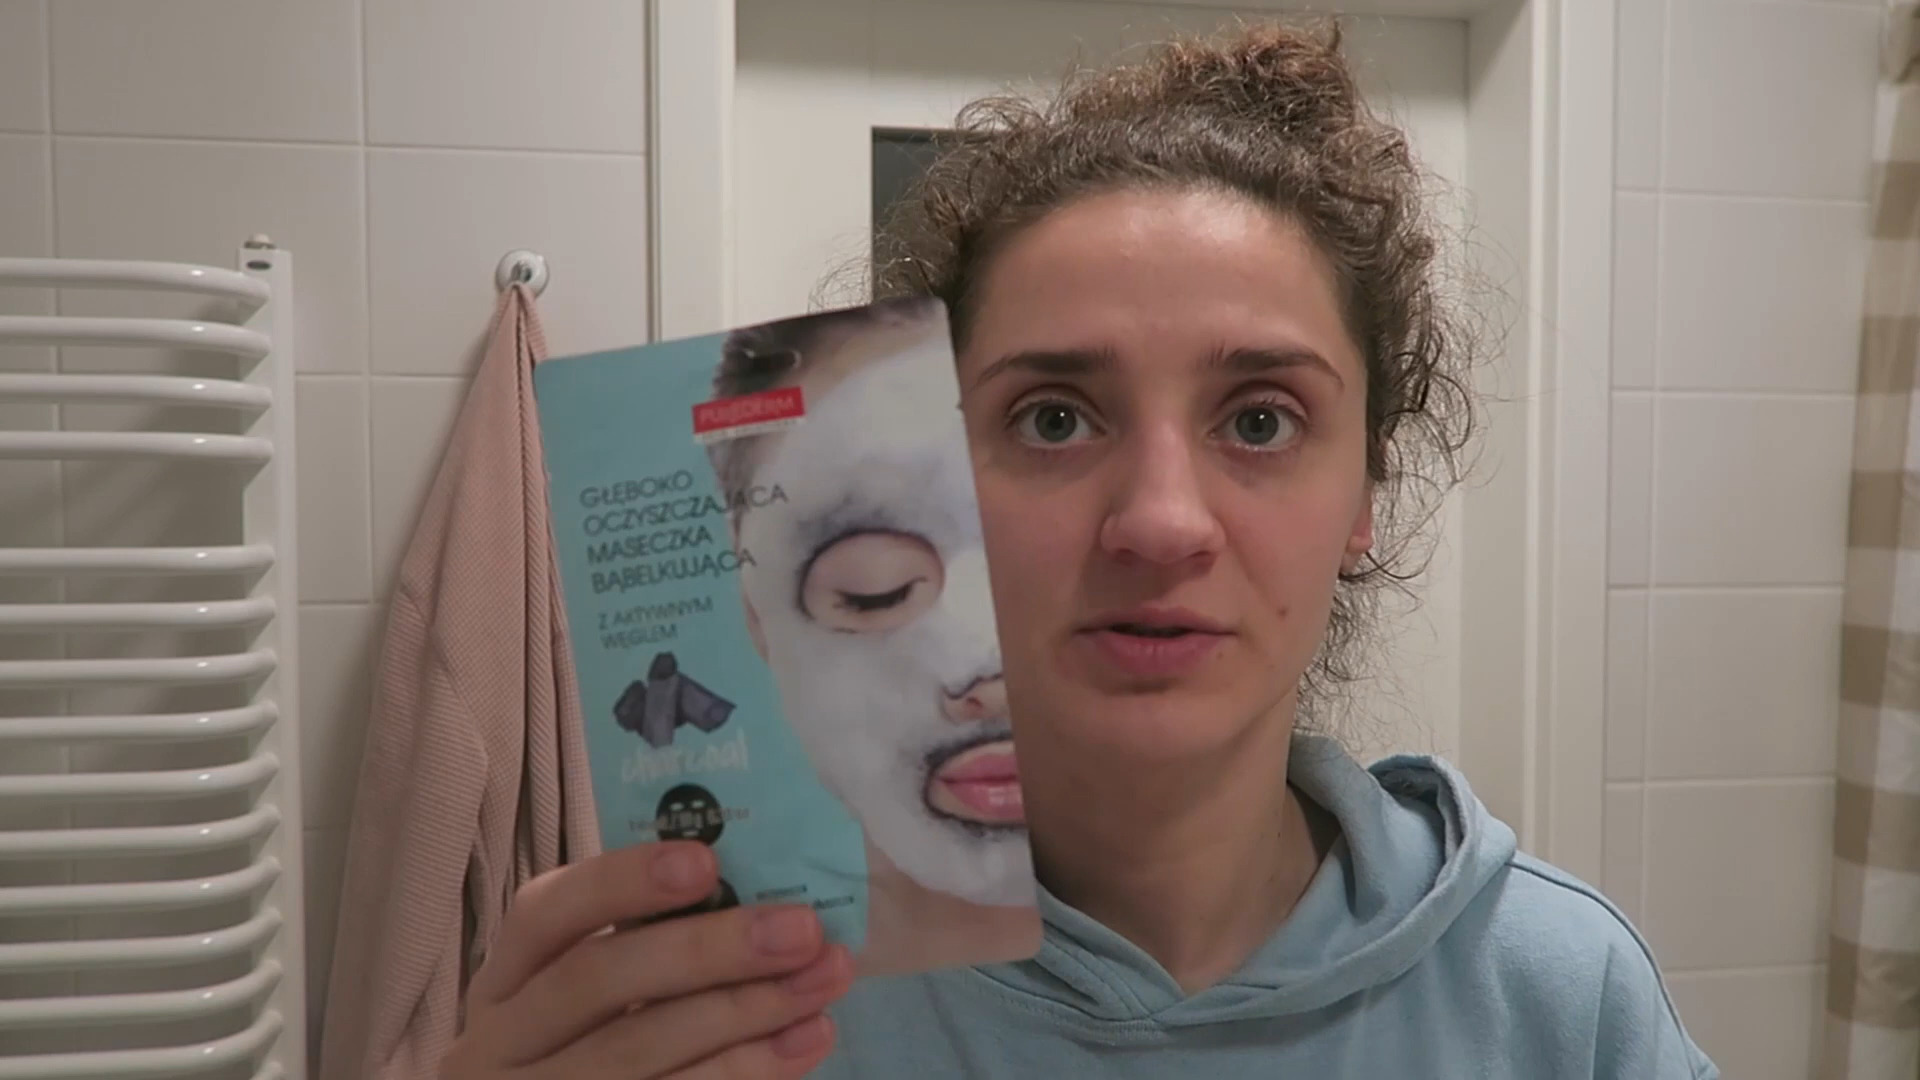 PUREDERM
GŁĘBOKO
OCZYSZCZAJĄCA
MASECZKA
BĄBELKUJĄCA
Z AKTYWNYM
WĘGLEM
charcoal